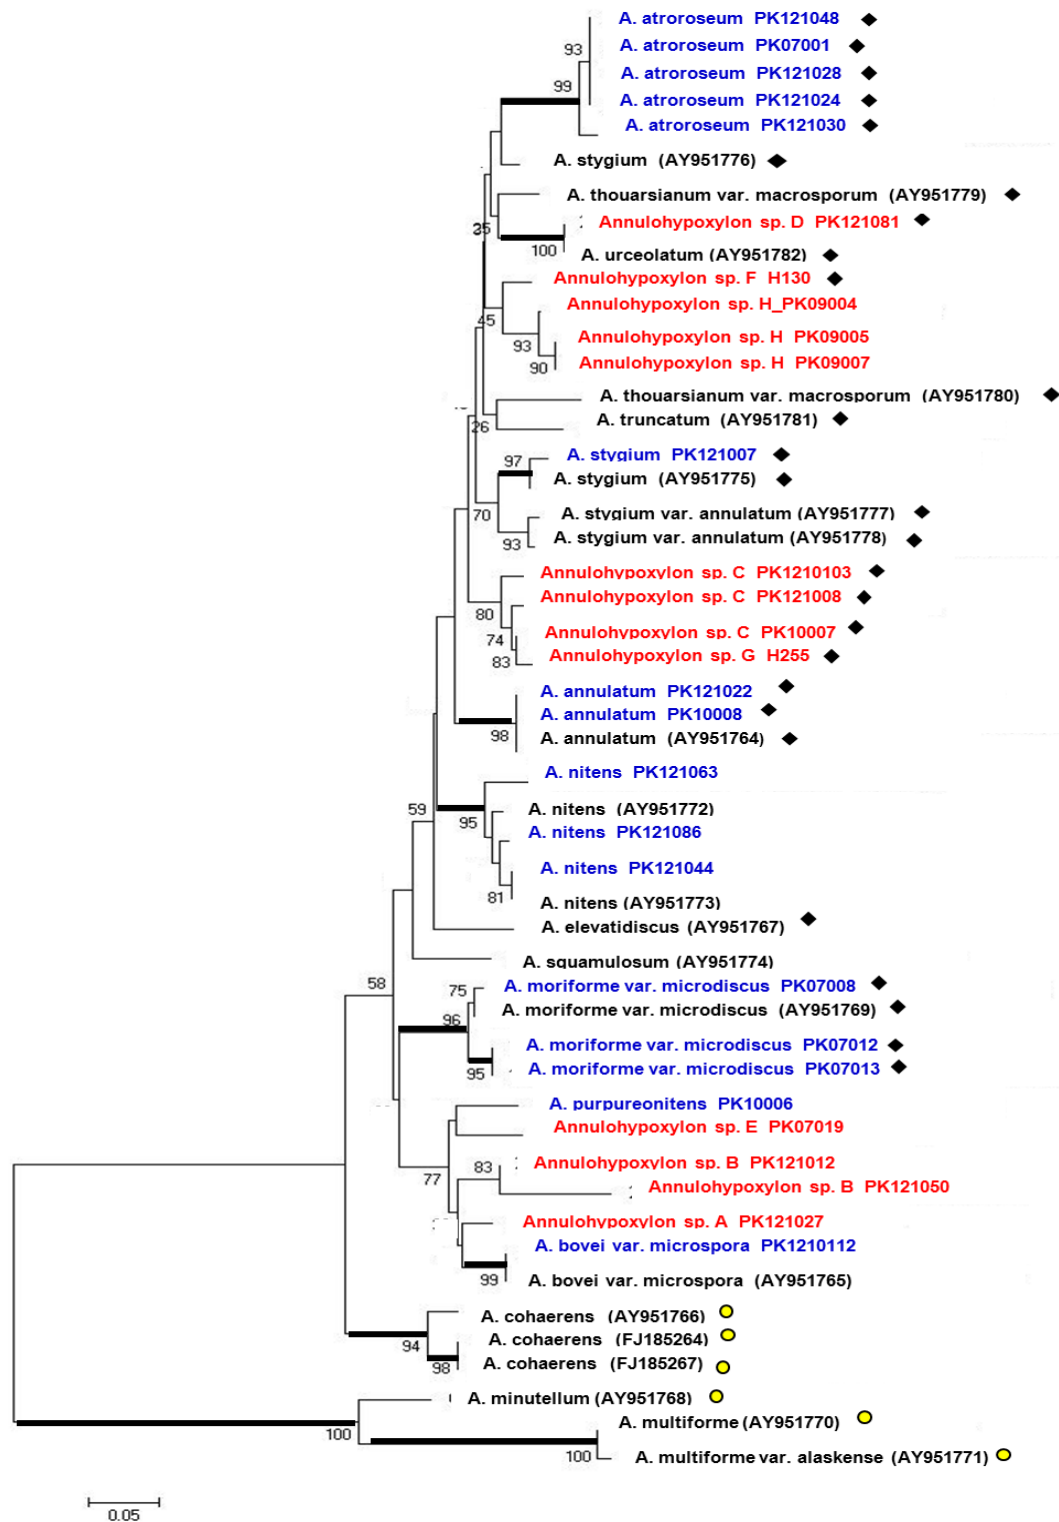 A. atroroseum PK121048
93
A. atroroseum PK07001
A. atroroseum PK121028
99
A. atroroseum PK121024
A. atroroseum PK121030
A. stygium (AY951776)
A. thouarsianum var. macrosporum (AY951779)
Annulohypoxylon sp. D PK121081
100
A. urceolatum (AY951782)
Annulohypoxylon sp. F H130
Annulohypoxylon sp. H_PK09004
45
Annulohypoxylon sp. H PK09005
93
Annulohypoxylon sp. H PK09007
90
A. thouarsianum var. macrosporum (AY951780)
A. truncatum (AY951781)
26
A. stygium PK121007
97
A. stygium (AY951775)
70
A. stygium var. annulatum (AY951777)
A. stygium var. annulatum (AY951778)
93
Annulohypoxylon sp. C PK1210103
Annulohypoxylon sp. C PK121008
80
Annulohypoxylon sp. C PK10007
74
Annulohypoxylon sp. G H255
83
A. annulatum PK121022
A. annulatum PK10008
A. annulatum (AY951764)
98
A. nitens PK121063
59
A. nitens (AY951772)
95
A. nitens PK121086
A. nitens PK121044
81
A. nitens (AY951773)
A. elevatidiscus (AY951767)
A. squamulosum (AY951774)
58
A. moriforme var. microdiscus PK07008
75
A. moriforme var. microdiscus (AY951769)
96
A. moriforme var. microdiscus PK07012
A. moriforme var. microdiscus PK07013
95
A. purpureonitens PK10006
Annulohypoxylon sp. E PK07019
83
Annulohypoxylon sp. B PK121012
77
Annulohypoxylon sp. B PK121050
Annulohypoxylon sp. A PK121027
A. bovei var. microspora PK1210112
99
A. bovei var. microspora (AY951765)
A. cohaerens (AY951766)
A. cohaerens (FJ185264)
94
A. cohaerens (FJ185267)
98
A. minutellum (AY951768)
A. multiforme (AY951770)
100
A. multiforme var. alaskense (AY951771)
100
0.05